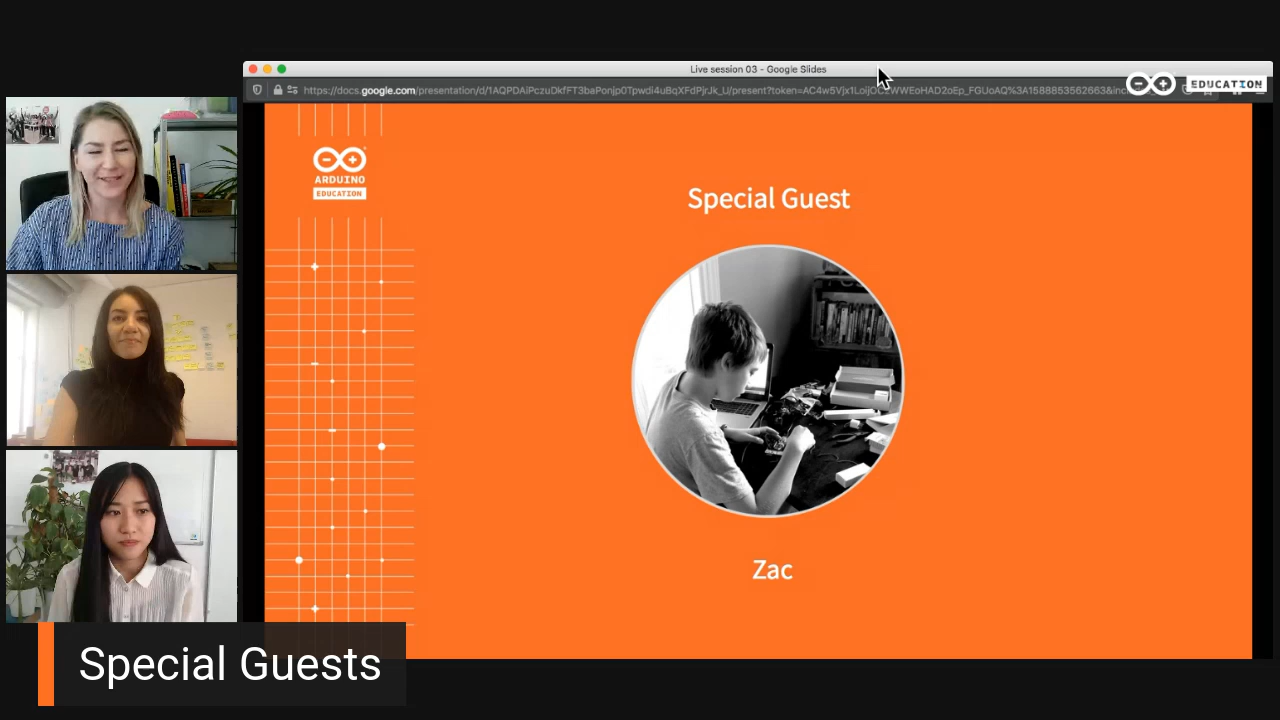 Live session 03 - Google Slides
EDUCATION
ARDUINO
EDUCATION
Special Guest
Zac
Special Guests